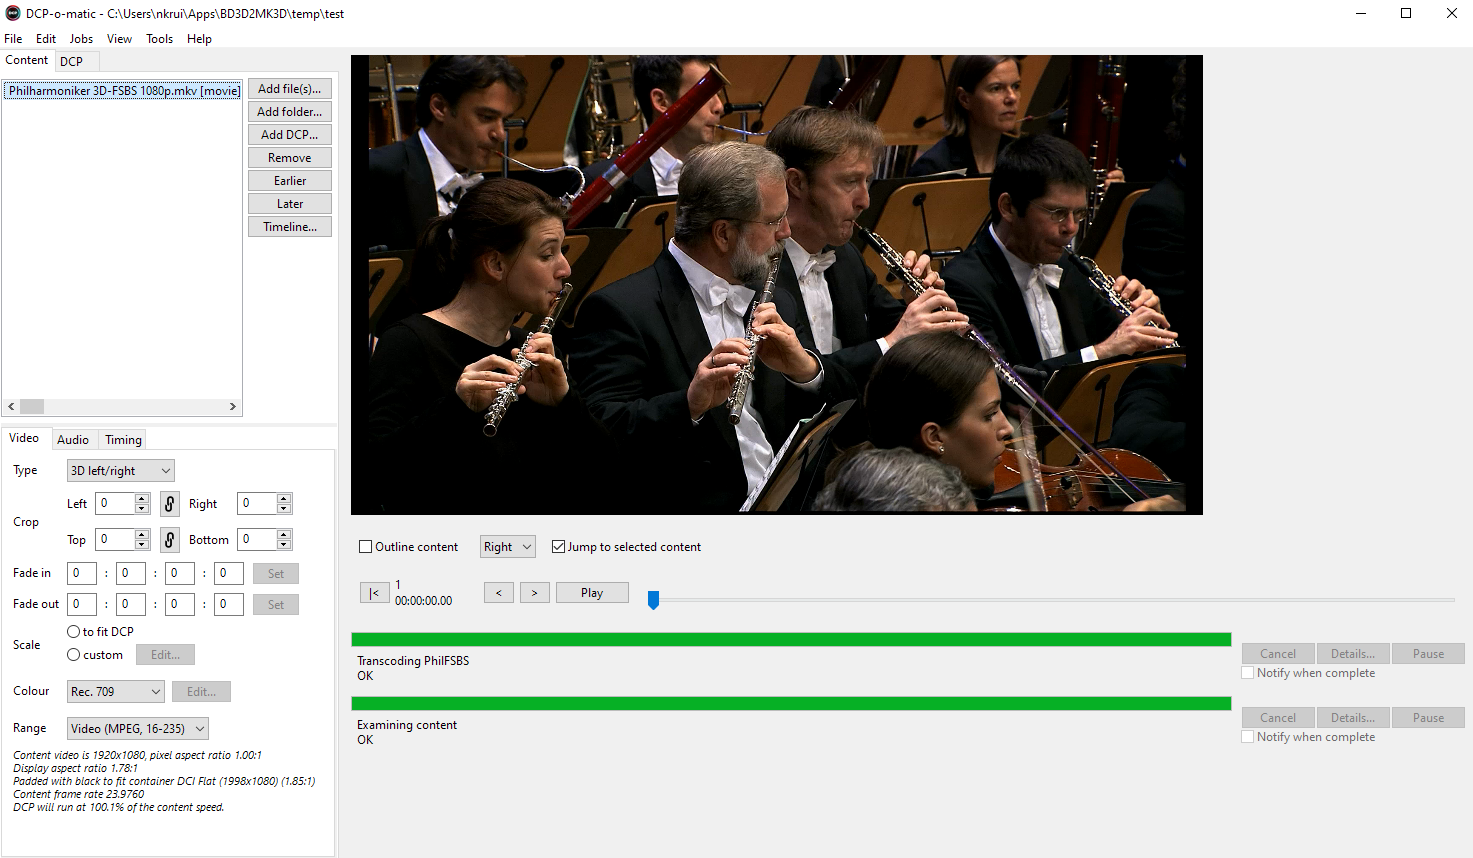 DCP-o-matic - C:\Users\nkrui\Apps\BD3D2MK3D\temp\test
File Edit Jobs View Tools Help
Content DCP
Philharmoniker 3D-FSBS 1080p.mkv [movie]
Add file(s)...
Add folder...
Add DCP...
Remove
Earlier
Later
Timeline...
Video Audio Timing
Type 3D left/right
Crop
Left 0 Right 0
Top 0 Bottom 0
Fade in 0 : 0 : 0 : 0 Set
Fade out 0 : 0 : 0 : 0 Set
Scale
to fit DCP
custom Edit...
Colour Rec. 709 Edit...
Range Video (MPEG, 16-235)
Content video is 1920x1080, pixel aspect ratio 1.00:1
Display aspect ratio 1.78:1
Padded with black to fit container DCI Flat (1998x1080) (1.85:1)
Content frame rate 23.9760
DCP will run at 100.1% of the content speed.
Outline content Right Jump to selected content
|< 1
00:00:00.00
< > Play
Transcoding PhilFSBS
OK
Cancel Details... Pause
Notify when complete
Examining content
OK
Cancel Details... Pause
Notify when complete